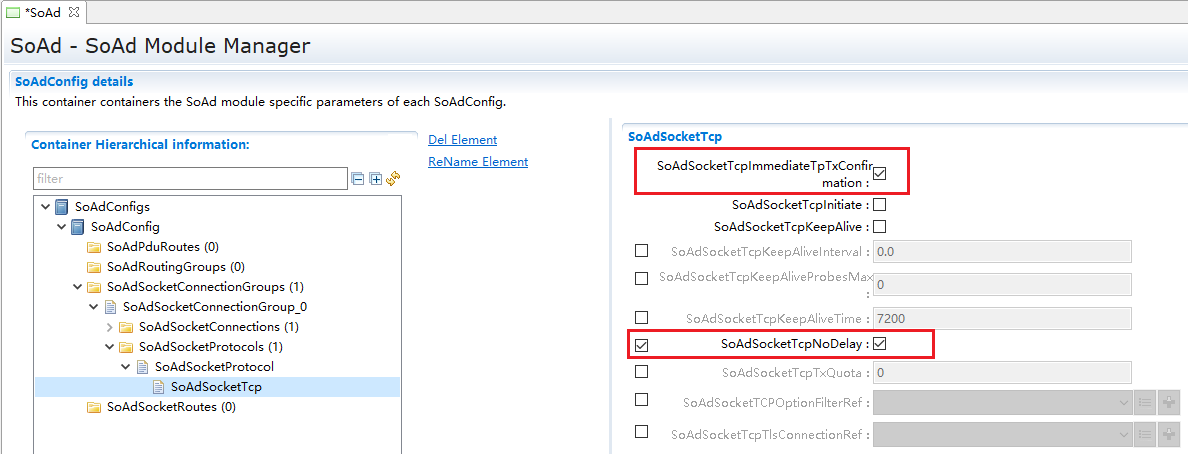 *SoAd
SoAd - SoAd Module Manager
SoAdConfig details
This container containers the SoAd module specific parameters of each SoAdConfig.
Container Hierarchical information:
filter
SoAdConfigs
SoAdConfig
SoAdPduRoutes (0)
SoAdRoutingGroups (0)
SoAdSocketConnectionGroups (1)
SoAdSocketConnectionGroup_0
SoAdSocketConnections (1)
SoAdSocketProtocols (1)
SoAdSocketProtocol
SoAdSocketTcp
SoAdSocketRoutes (0)
Del Element
ReName Element
SoAdSocketTcp
SoAdSocketTcpImmediateTpTxConfir
mation :
SoAdSocketTcpInitiate :
SoAdSocketTcpKeepAlive :
SoAdSocketTcpKeepAliveInterval : 0.0
SoAdSocketTcpKeepAliveProbesMax
: 0
SoAdSocketTcpKeepAliveTime : 7200
SoAdSocketTcpNoDelay :
SoAdSocketTcpTxQuota : 0
SoAdSocketTCPOptionFilterRef :
SoAdSocketTcpTlsConnectionRef :